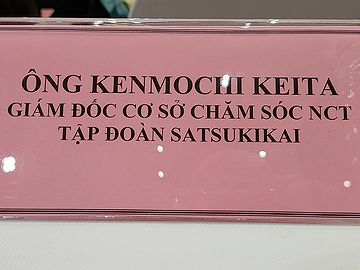 ÔNG KENMOCHI KEITA
GIÁM ĐỐC CƠ SỞ CHĂM SÓC NCT
TẬP ĐOÀN SATSUKIKAI